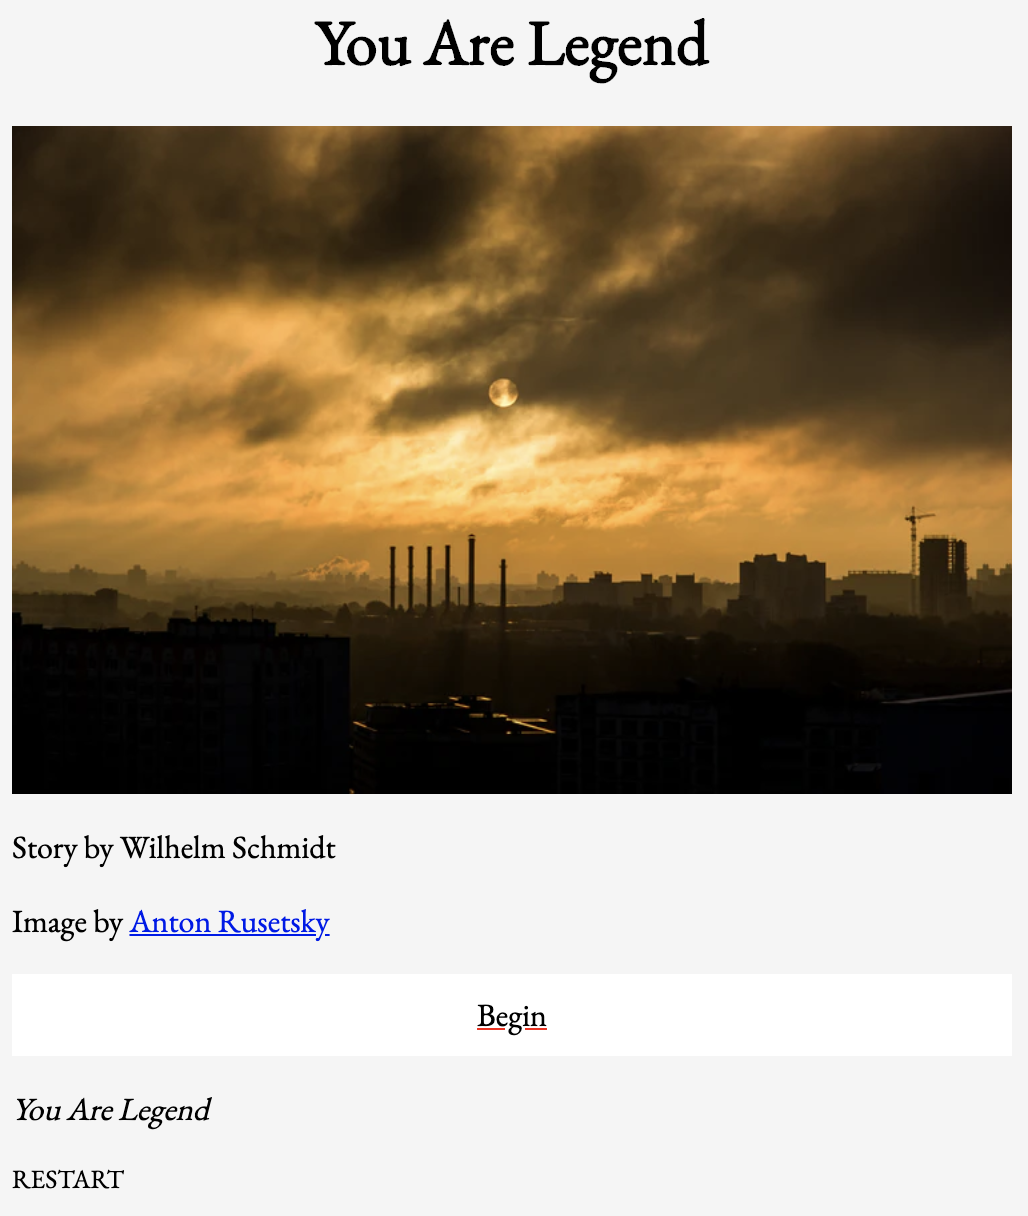 You Are Legend
Story by Wilhelm Schmidt
Image by Anton Rusetsky
Begin
You Are Legend
RESTART